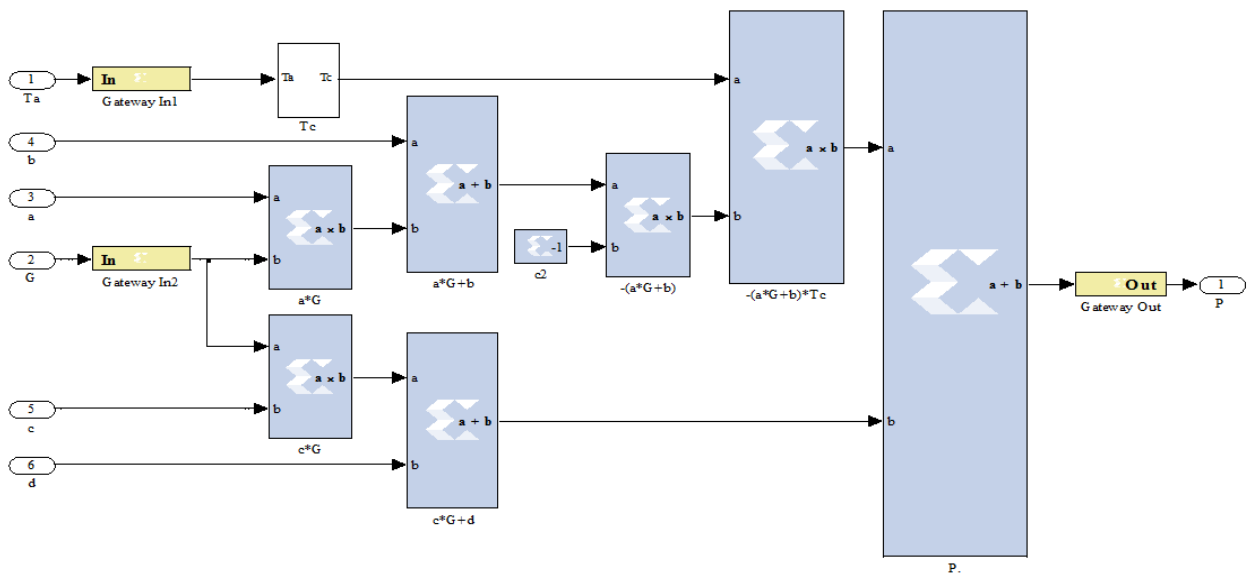 1
Ta
In
Gateway In1
Ta Tc
Tc
4
b
3
a
2
G
In
Gateway In2
a
b
a × b
a*G
a
b
a + b
a*G+b
-1
c2
a
b
a × b
-(a*G+b)
a
b
a × b
-(a*G+b)*Tc
5
c
6
d
a
b
a × b
c*G
a
b
a + b
c*G+d
a
b
a + b
P.
Out
Gateway Out
1
P